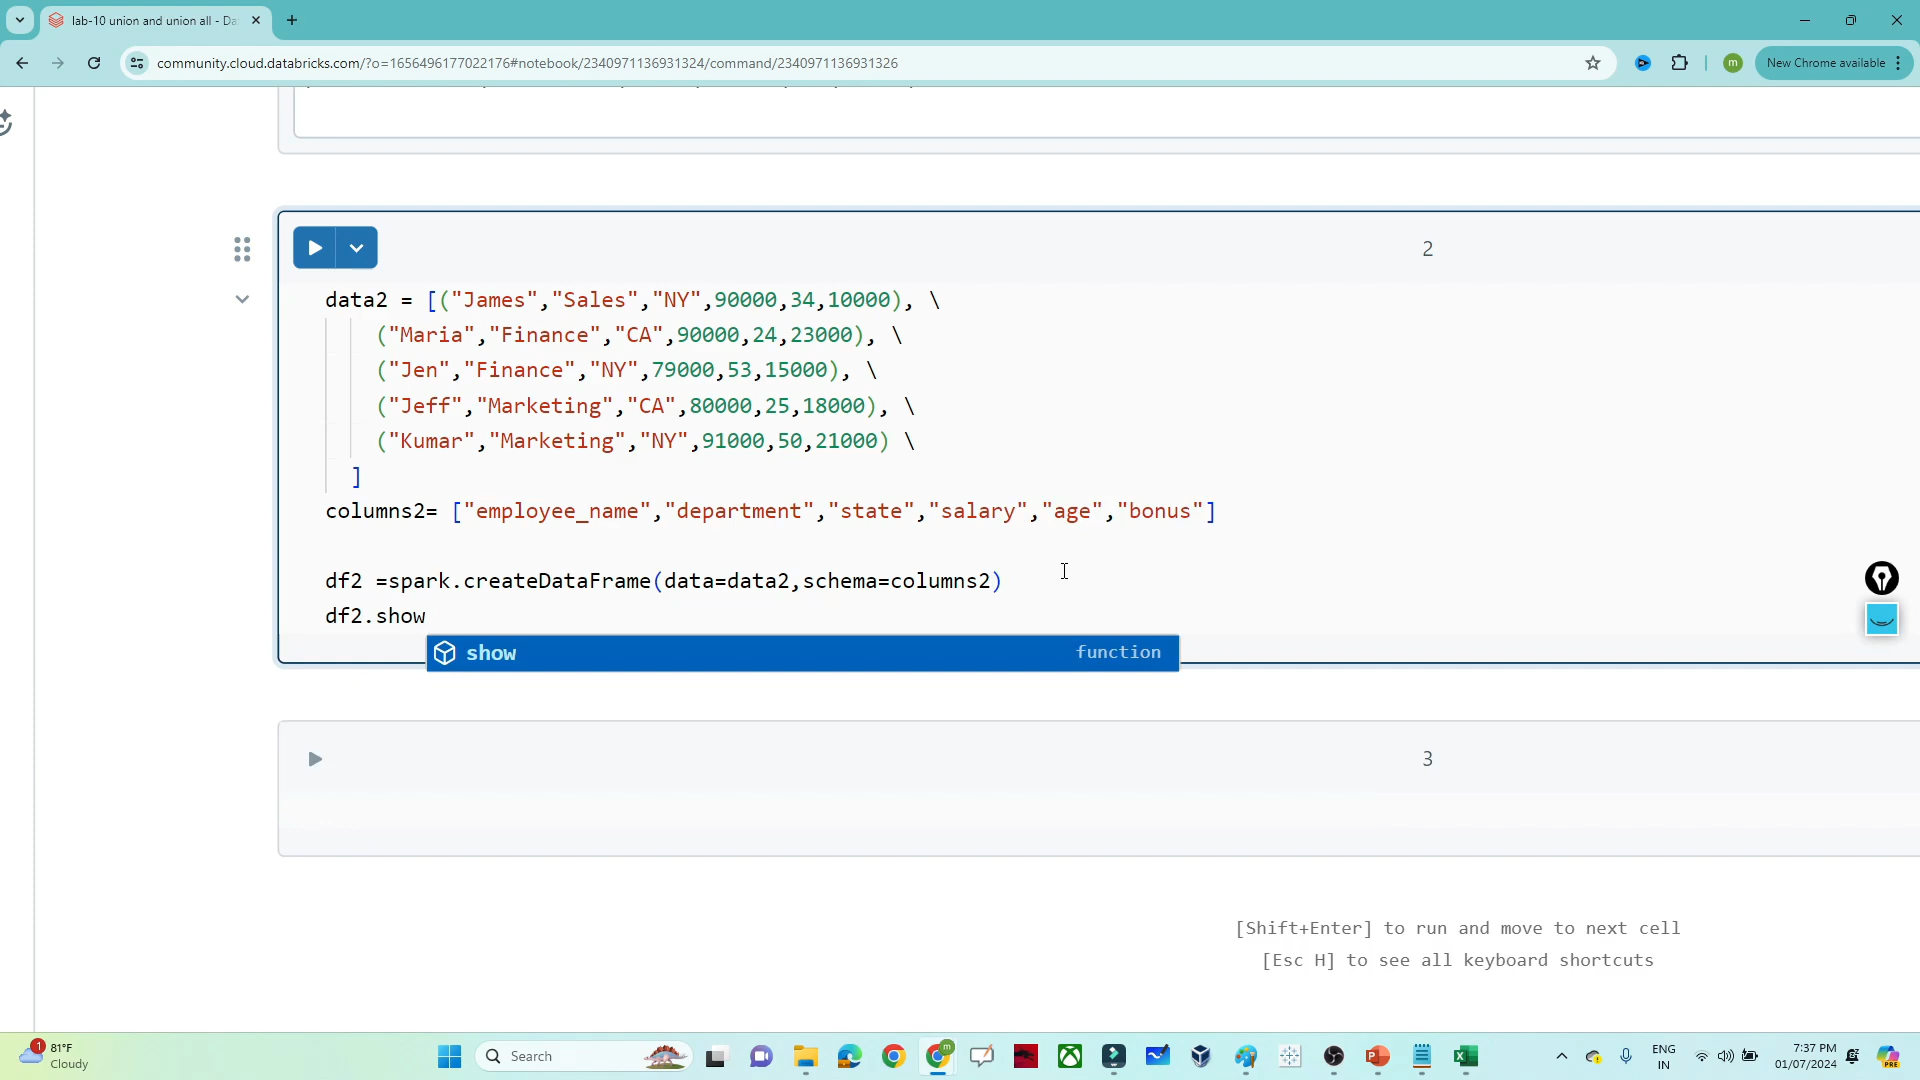 lab-10 union and union all - Da
community.cloud.databricks.com/?o=1656496177022176#notebook/2340971136931324/command/2340971136931326
m
New Chrome available
2
data2 = [("James","Sales","NY",90000,34,10000), \
("Maria","Finance","CA",90000,24,23000), \
("Jen","Finance","NY",79000,53,15000), \
("Jeff","Marketing","CA",80000,25,18000), \
("Kumar","Marketing","NY",91000,50,21000) \
]
columns2= ["employee_name","department","state","salary","age","bonus"]
df2 =spark.createDataFrame(data=data2,schema=columns2)
df2.show
show function
3
[Shift+Enter] to run and move to next cell
[Esc H] to see all keyboard shortcuts
1
81°F
Cloudy
Search
m
ENG
IN
7:37 PM
01/07/2024
PRE